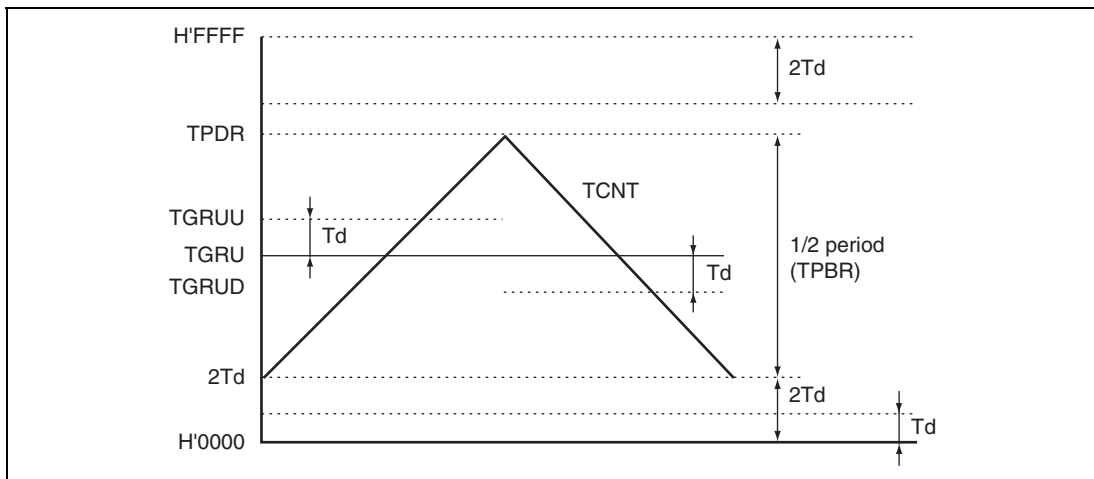 H'FFFF
2Td
TPDR
TCNT
TGRUU
Td
TGRU
1/2 period
(TPBR)
Td
TGRUD
2Td
2Td
Td
H'0000